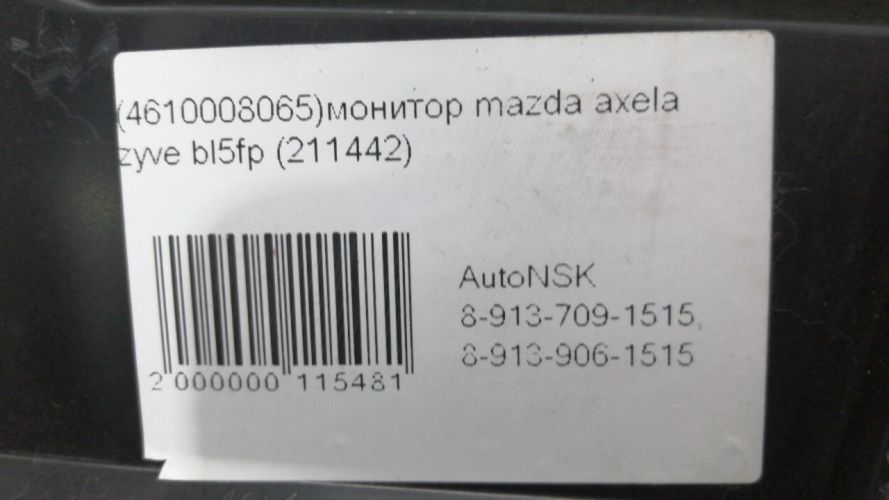 (4610008065)монитор mazda axela
zyve bl5fp (211442)
AutoNSK
8-913-709-1515,
8-913-906-1515
2 000000 115481